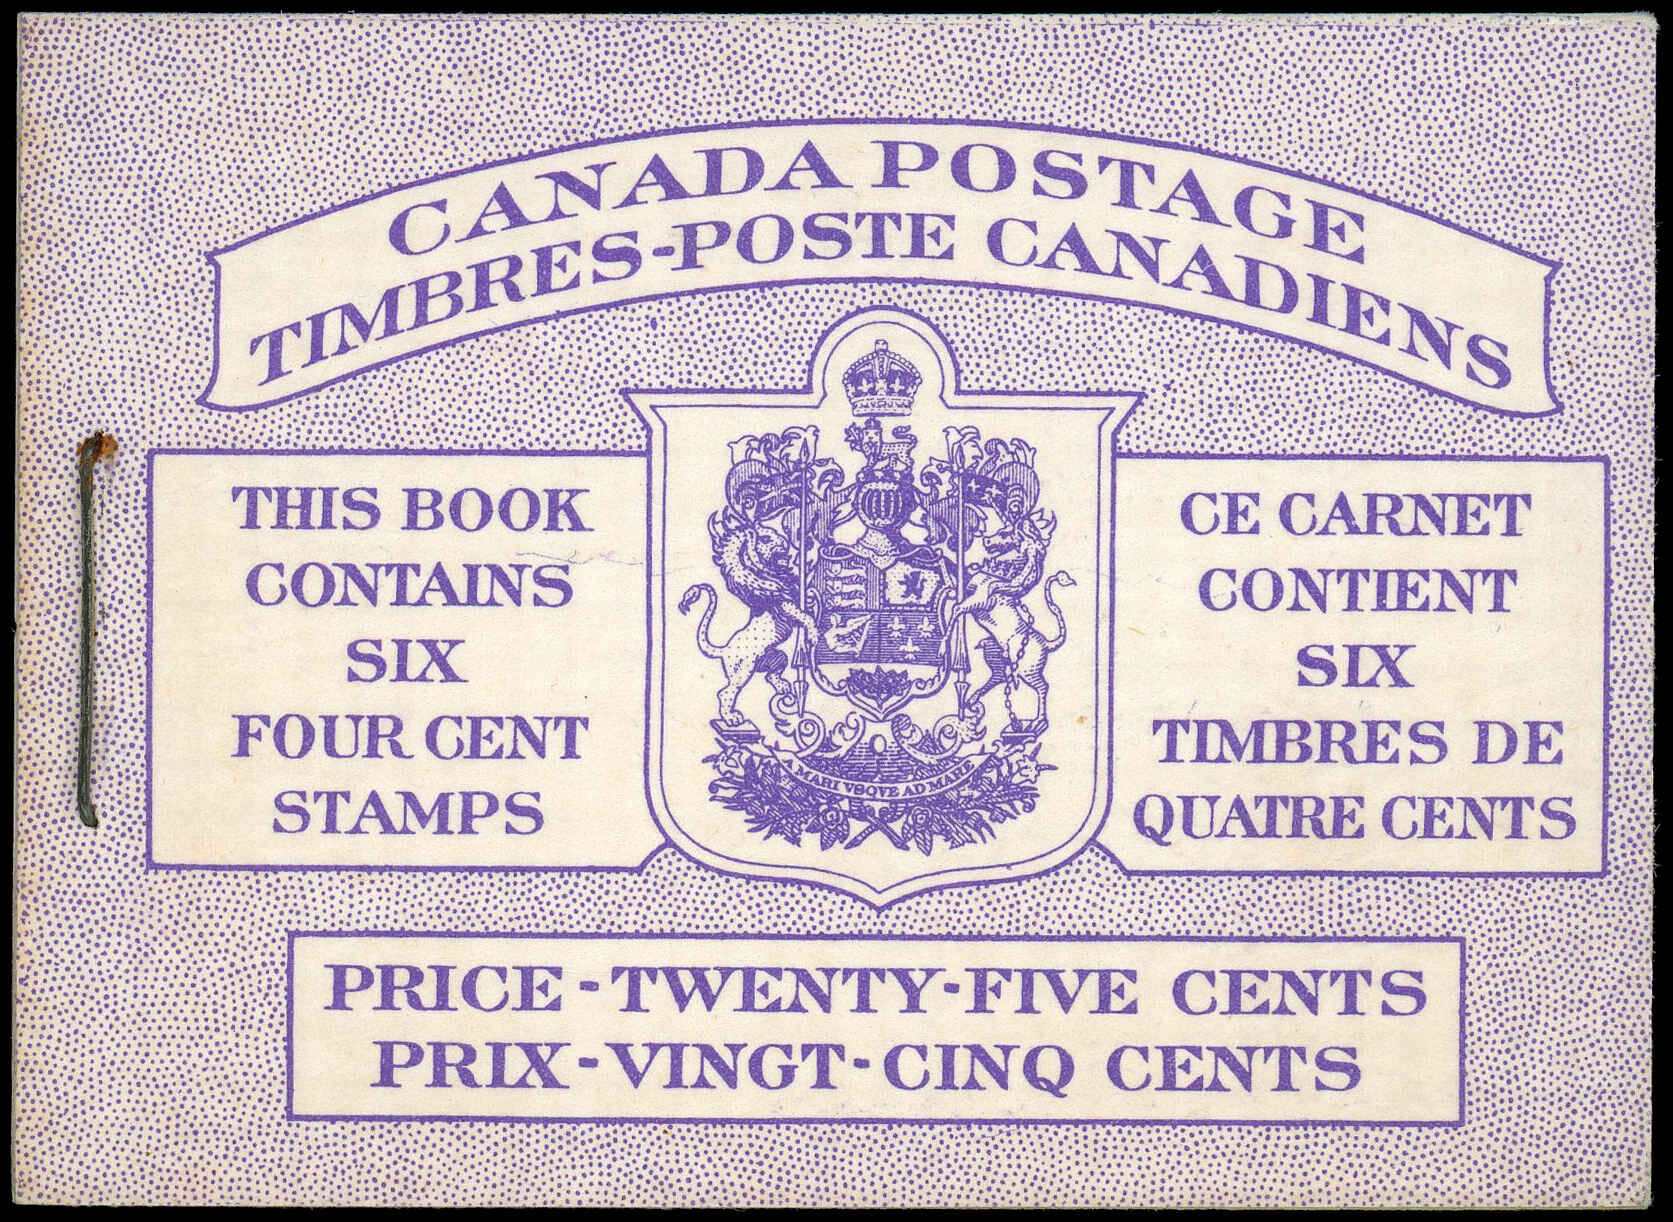 CANADA POSTAGE
TIMBRES-POSTE CANADIENS
THIS BOOK
CONTAINS
SIX
FOUR CENT
STAMPS
A MARI VSQVE AD MARE
CE CARNET
CONTIENT
SIX
TIMBRES DE
QUATRE CENTS
PRICE - TWENTY-FIVE CENTS
PRIX - VINGT - CINQ CENTS